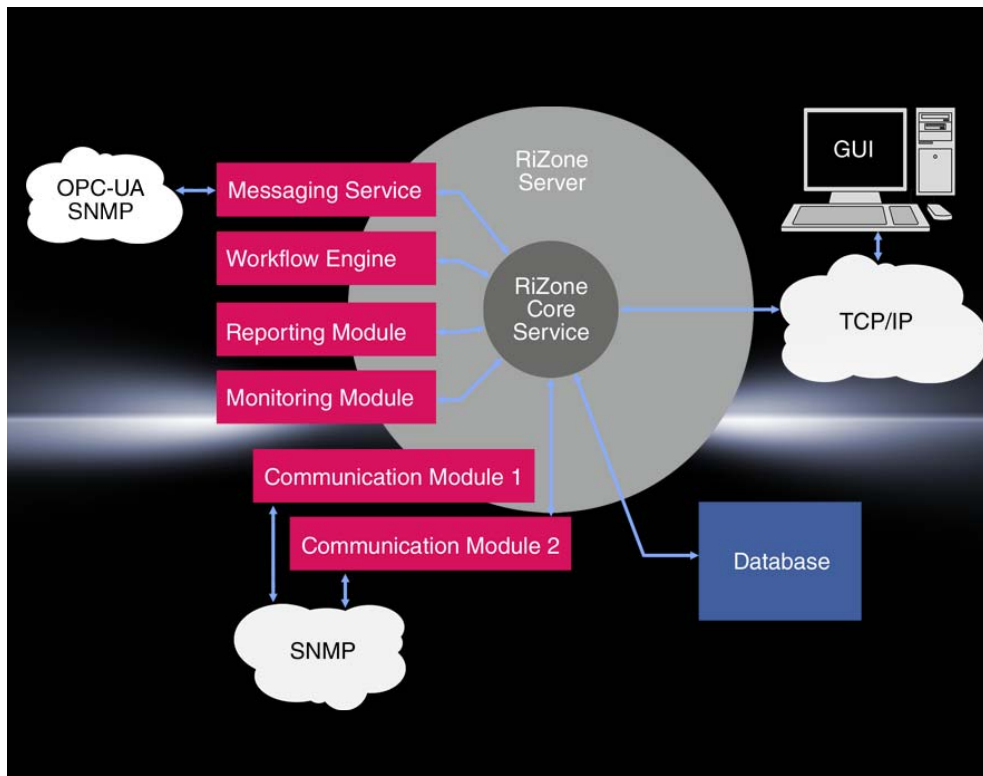 RiZone
Server
GUI
OPC-UA
SNMP
Messaging Service
Workflow Engine
RiZone
Core
Service
TCP/IP
Reporting Module
Monitoring Module
Communication Module 1
Communication Module 2
Database
SNMP